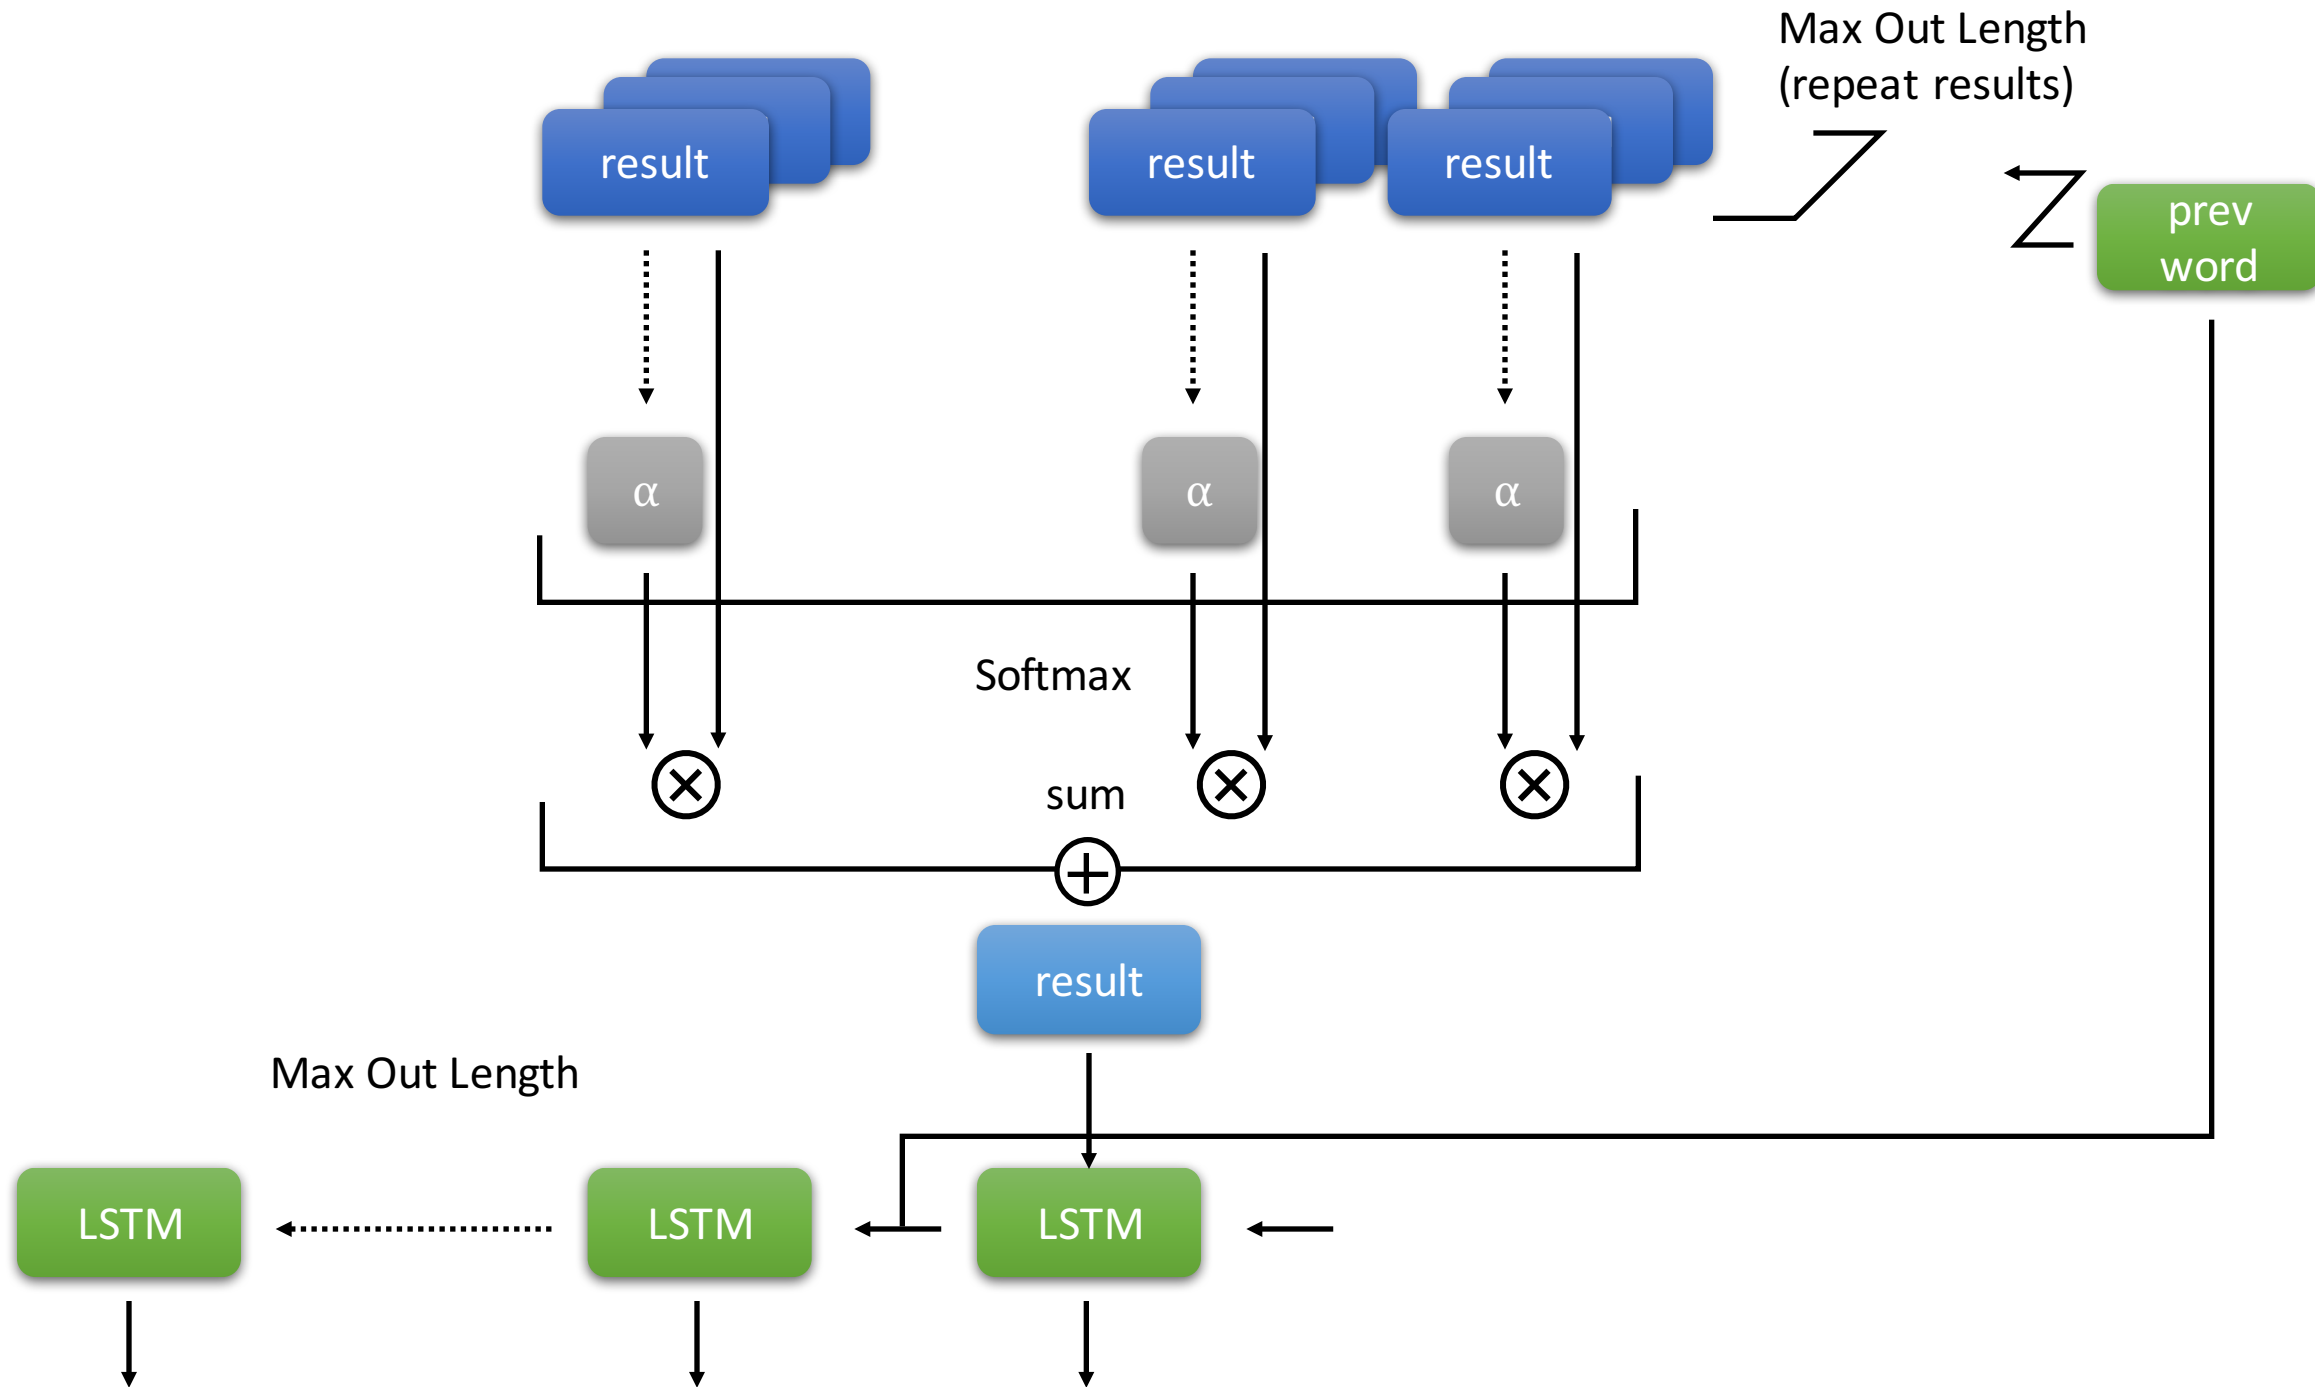 Max Out Length
(repeat results)
result
result
result
prev
word
α
α
α
Softmax
sum
result
Max Out Length
LSTM
LSTM
LSTM